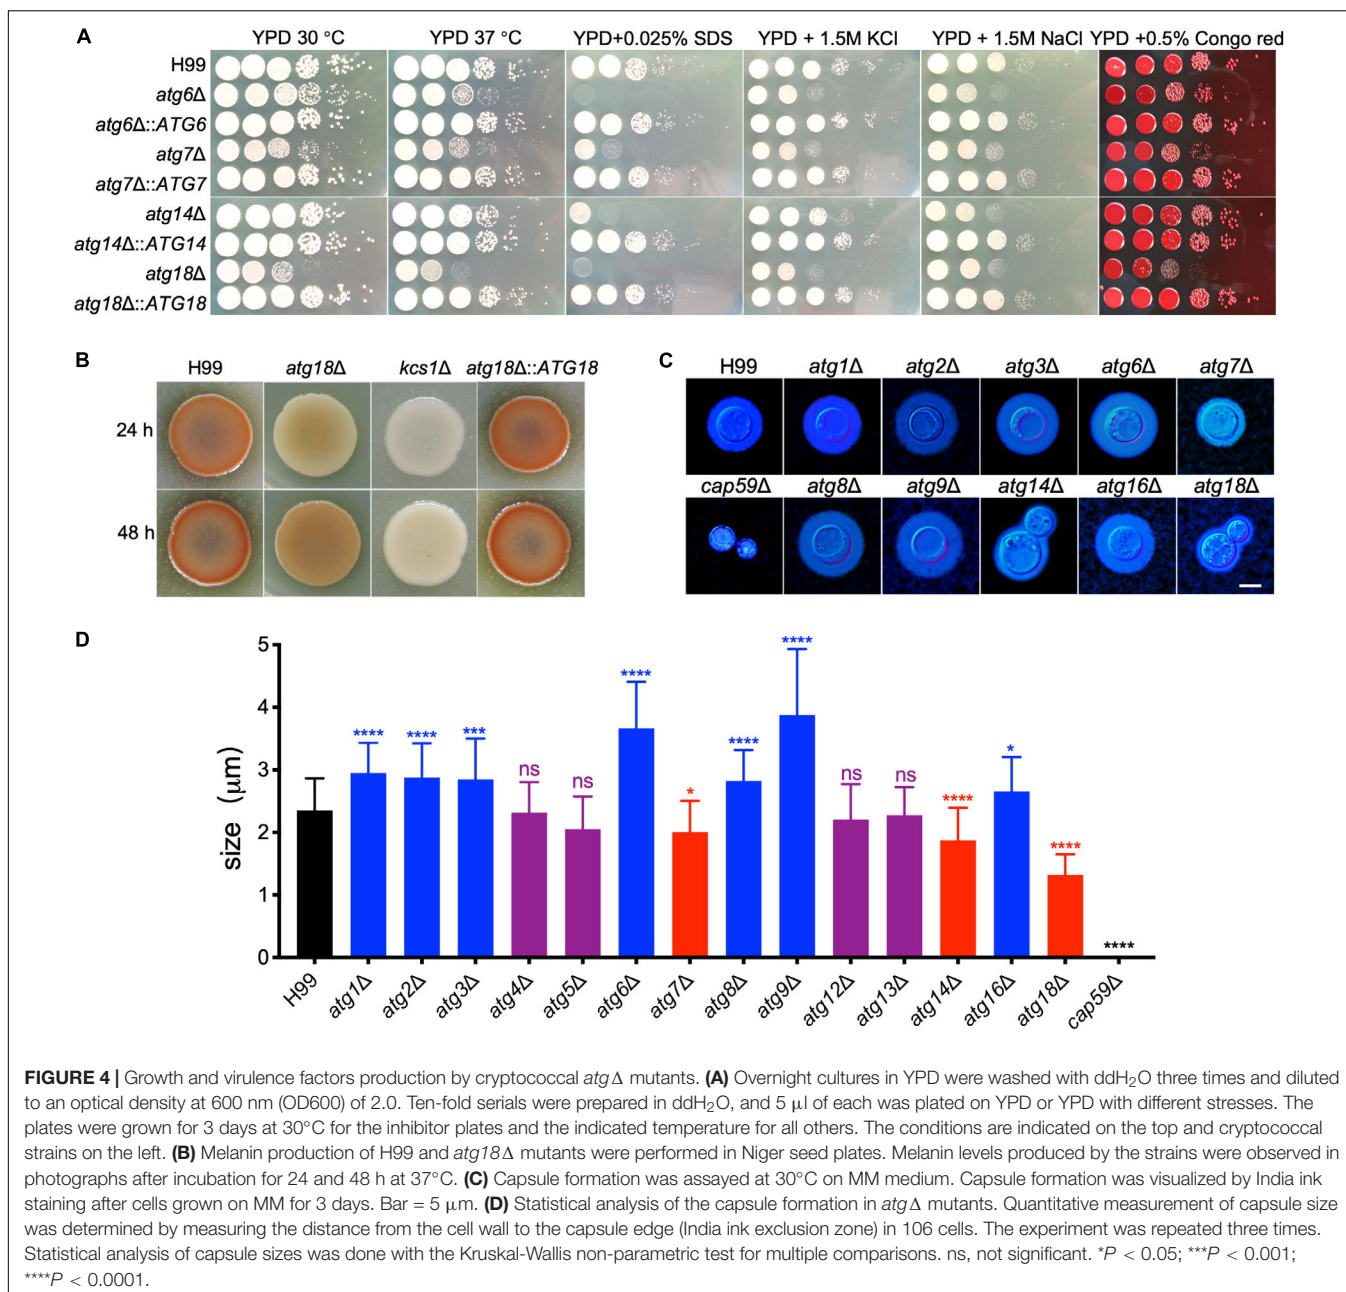 A
YPD 30 °C YPD 37 °C YPD+0.025% SDS YPD + 1.5M KCl YPD + 1.5M NaCl YPD +0.5% Congo red
H99
atg6Δ
atg6Δ::ATG6
atg7Δ
atg7Δ::ATG7
atg14Δ
atg14Δ::ATG14
atg18Δ
atg18Δ::ATG18
B
H99 atg18Δ kcs1Δ atg18Δ::ATG18
24 h
48 h
C
H99 atg1Δ atg2Δ atg3Δ atg6Δ atg7Δ
cap59Δ atg8Δ atg9Δ atg14Δ atg16Δ atg18Δ
D
size (μm)
5
4
3
2
1
0
**** **** *** ns ns **** * **** **** ns ns **** * **** ****
H99 atg1Δ atg2Δ atg3Δ atg4Δ atg5Δ atg6Δ atg7Δ atg8Δ atg9Δ atg12Δ atg13Δ atg14Δ atg16Δ atg18Δ cap59Δ
FIGURE 4 | Growth and virulence factors production by cryptococcal atgΔ mutants. (A) Overnight cultures in YPD were washed with ddH₂O three times and diluted
to an optical density at 600 nm (OD600) of 2.0. Ten-fold serials were prepared in ddH₂O, and 5 μl of each was plated on YPD or YPD with different stresses. The
plates were grown for 3 days at 30°C for the inhibitor plates and the indicated temperature for all others. The conditions are indicated on the top and cryptococcal
strains on the left. (B) Melanin production of H99 and atg18Δ mutants were performed in Niger seed plates. Melanin levels produced by the strains were observed in
photographs after incubation for 24 and 48 h at 37°C. (C) Capsule formation was assayed at 30°C on MM medium. Capsule formation was visualized by India ink
staining after cells grown on MM for 3 days. Bar = 5 μm. (D) Statistical analysis of the capsule formation in atgΔ mutants. Quantitative measurement of capsule size
was determined by measuring the distance from the cell wall to the capsule edge (India ink exclusion zone) in 106 cells. The experiment was repeated three times.
Statistical analysis of capsule sizes was done with the Kruskal-Wallis non-parametric test for multiple comparisons. ns, not significant. *P < 0.05; ***P < 0.001;
****P < 0.0001.